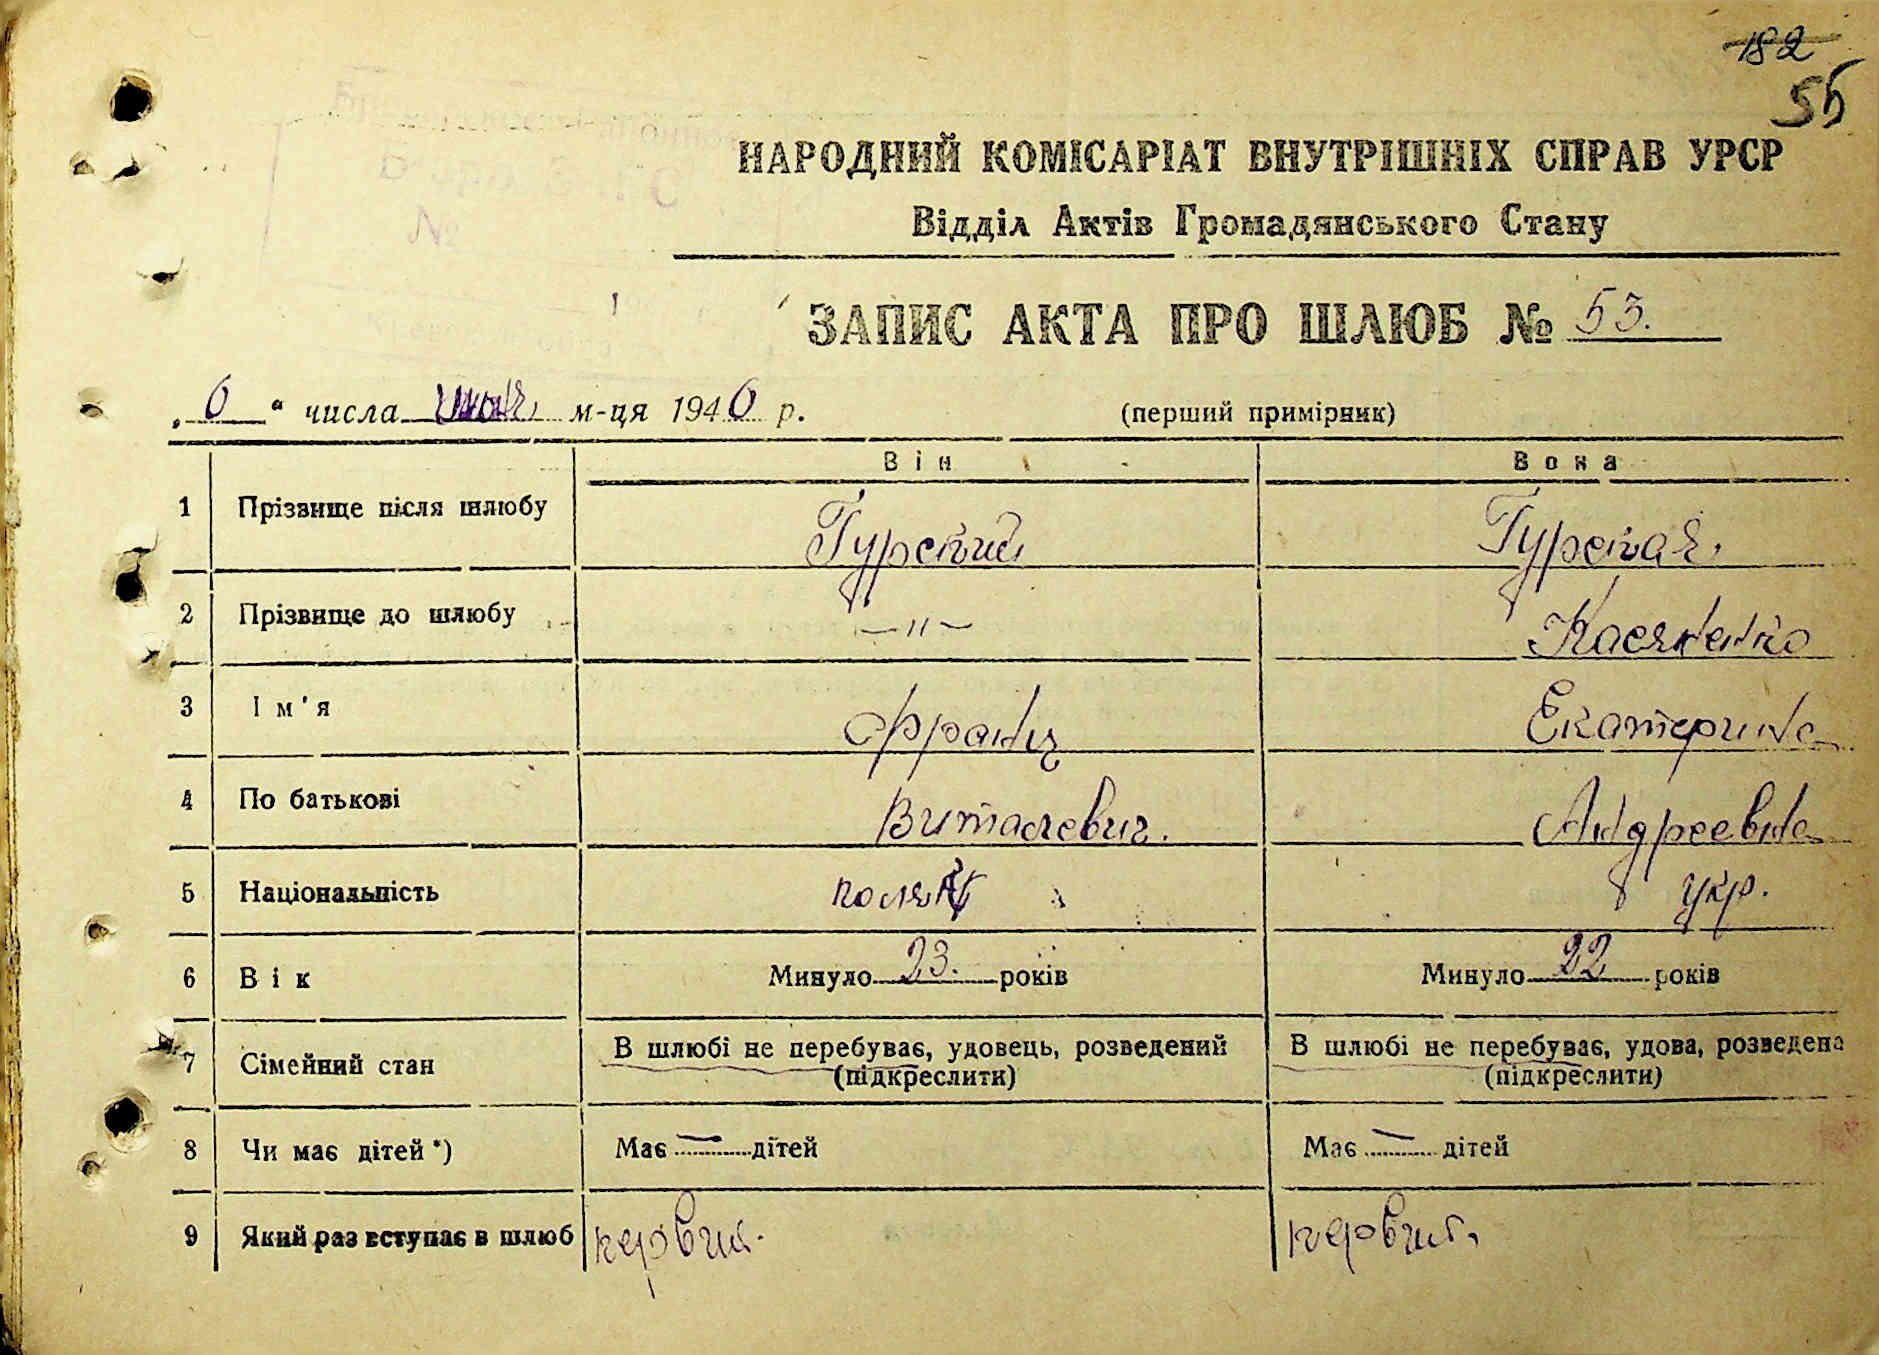 182
55
НАРОДНИЙ КОМІСАРІАТ ВНУТРІШНІХ СПРАВ УРСР
Відділ Актів Громадянського Стану
ЗАПИС АКТА ПРО ШЛЮБ № 53.
„ 6 “ числа м-ця 1940 р. (перший примірник)
Він Вона
1 Прізвище після шлюбу Гурский Гурская
2 Прізвище до шлюбу —"— Касяненко
3 Ім'я Франц Екатерина
4 По батькові Виталевич. Андреевна
5 Національність поляк укр.
6 Вік Минуло 23. років Минуло 22 років
7 Сімейний стан В шлюбі не перебуває, удовець, розведений В шлюбі не перебуває, удова, розведена
(підкреслити) (підкреслити)
8 Чи має дітей*) Має — дітей Має — дітей
9 Який раз вступає в шлюб первий. первий.